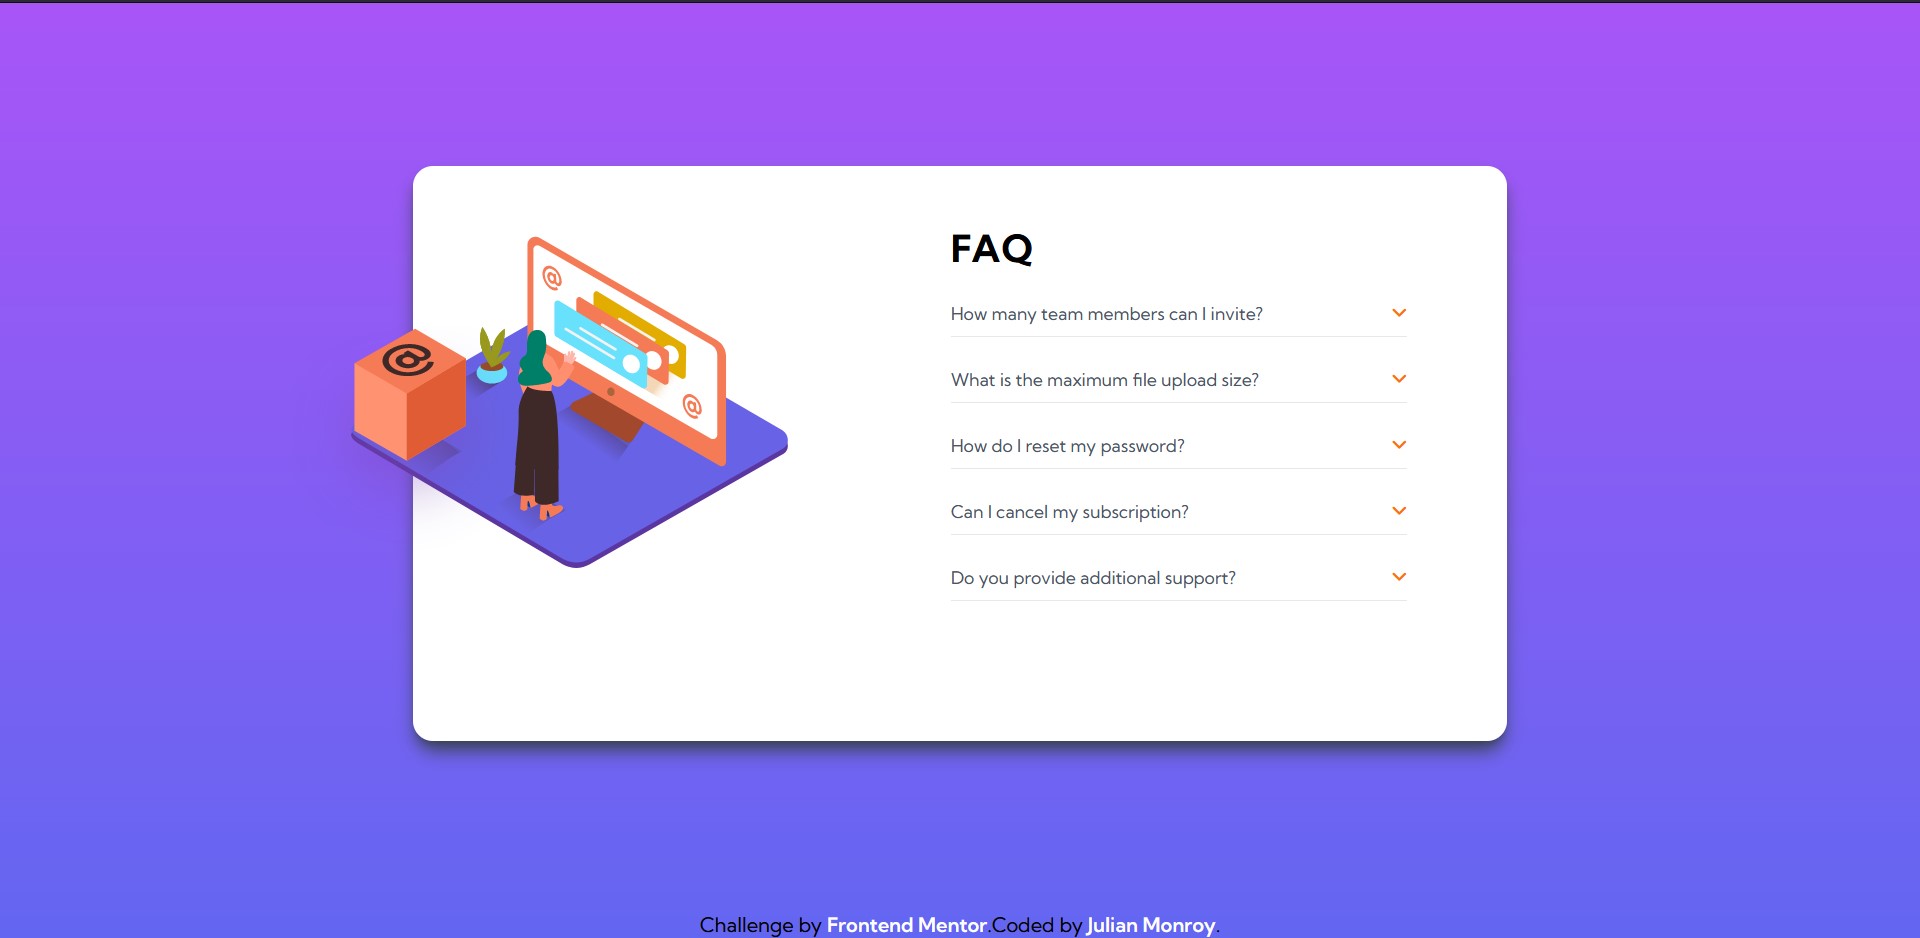 FAQ
How many team members can I invite?
What is the maximum file upload size?
How do I reset my password?
Can I cancel my subscription?
Do you provide additional support?
@
@
@
Challenge by Frontend Mentor.Coded by Julian Monroy.